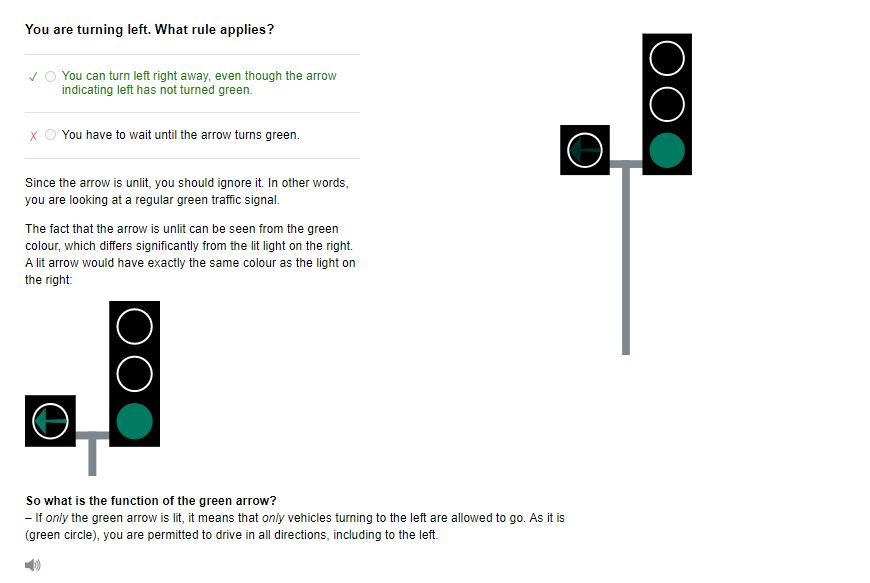 You are turning left. What rule applies?
You can turn left right away, even though the arrow
indicating left has not turned green.
You have to wait until the arrow turns green.
Since the arrow is unlit, you should ignore it. In other words,
you are looking at a regular green traffic signal.
The fact that the arrow is unlit can be seen from the green
colour, which differs significantly from the lit light on the right.
A lit arrow would have exactly the same colour as the light on
the right:
So what is the function of the green arrow?
– If only the green arrow is lit, it means that only vehicles turning to the left are allowed to go. As it is
(green circle), you are permitted to drive in all directions, including to the left.